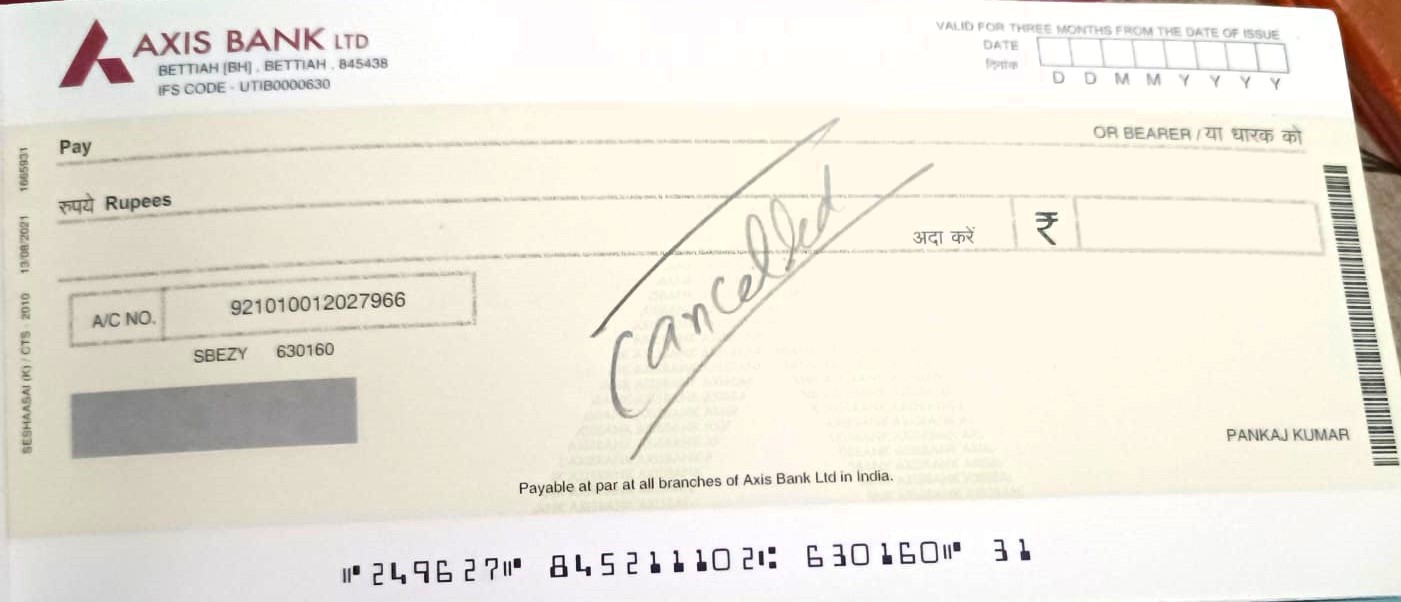 AXIS BANK LTD
BETTIAH [BH] . BETTIAH . 845438
IFS CODE - UTIB0000630
VALID FOR THREE MONTHS FROM THE DATE OF ISSUE
DATE
दिनांक
D D M M Y Y Y Y
Pay
OR BEARER / या धारक को
रुपये Rupees
अदा करें ₹
A/C NO. 921010012027966
SBEZY 630160
Cancelled
PANKAJ KUMAR
Payable at par at all branches of Axis Bank Ltd in India.
⑈249627⑈ 845211102⑆ 630160⑈ 31
SESHAASAI (K) / CTS - 2010 13/08/2021 1665931